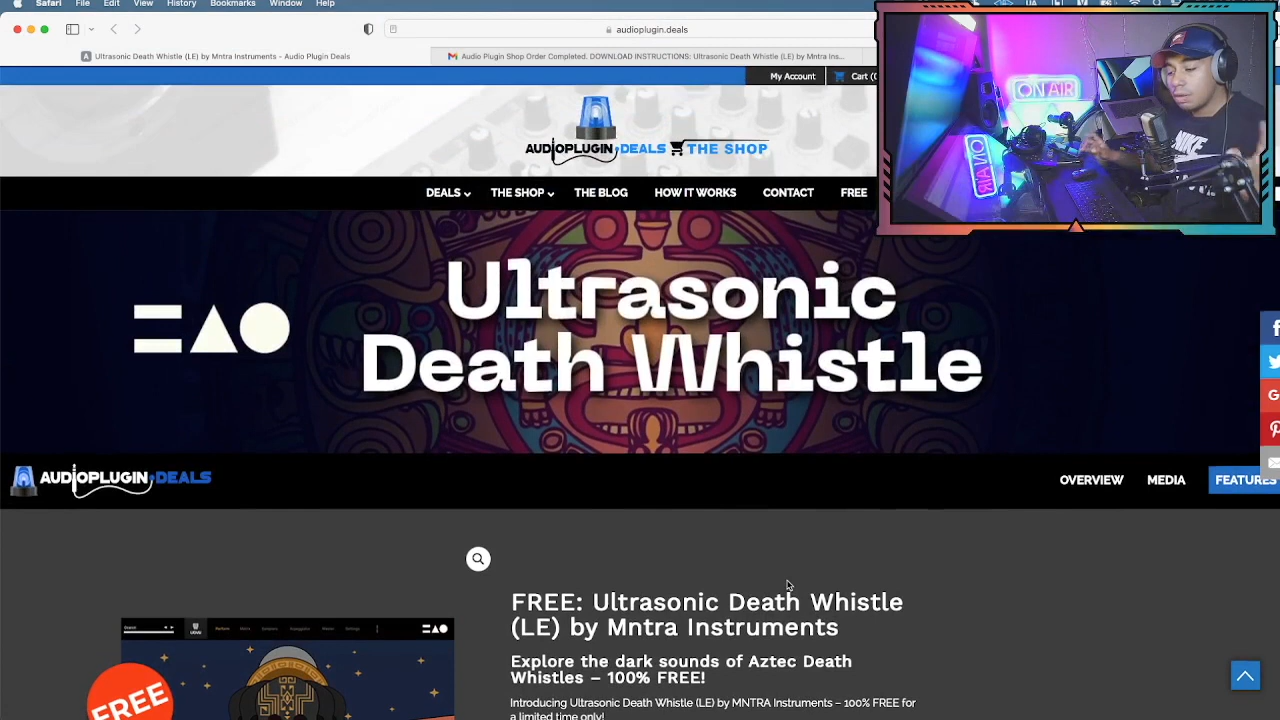 Safari File Edit View History Bookmarks Window Help
audioplugin.deals
Ultrasonic Death Whistle (LE) by Mntra Instruments - Audio Plugin Deals
Audio Plugin Shop Order Completed. DOWNLOAD INSTRUCTIONS: Ultrasonic Death Whistle (LE) by Mntra Ins...
My Account Cart (0
AUDIOPLUGIN.DEALS THE SHOP
DEALS THE SHOP THE BLOG HOW IT WORKS CONTACT FREE
ON AIR
ON AIR
NIKE
Ultrasonic
Death Whistle
AUDIOPLUGIN.DEALS
OVERVIEW MEDIA FEATURES
FREE: Ultrasonic Death Whistle
(LE) by Mntra Instruments
Explore the dark sounds of Aztec Death
Whistles – 100% FREE!
Introducing Ultrasonic Death Whistle (LE) by MNTRA Instruments – 100% FREE for
a limited time only!
FREE